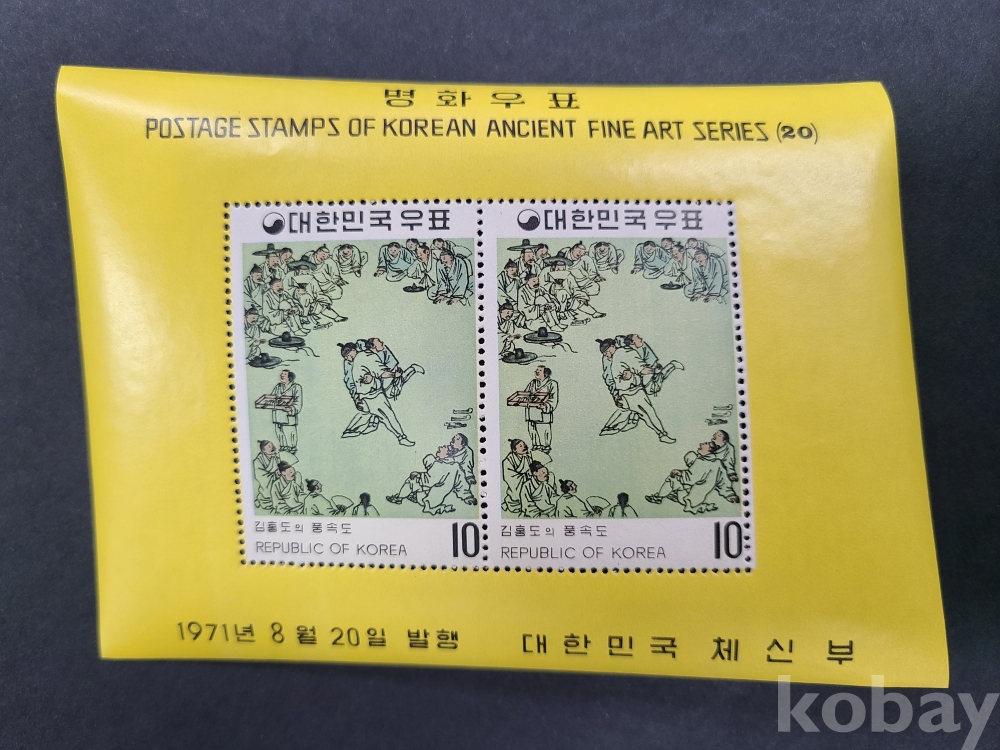 명화우표
POSTAGE STAMPS OF KOREAN ANCIENT FINE ART SERIES (20)
대한민국우표
대한민국우표
김홍도의 풍속도
REPUBLIC OF KOREA 10
김홍도의 풍속도
REPUBLIC OF KOREA 10
1971년 8월 20일 발행 대한민국 체신부
kobay